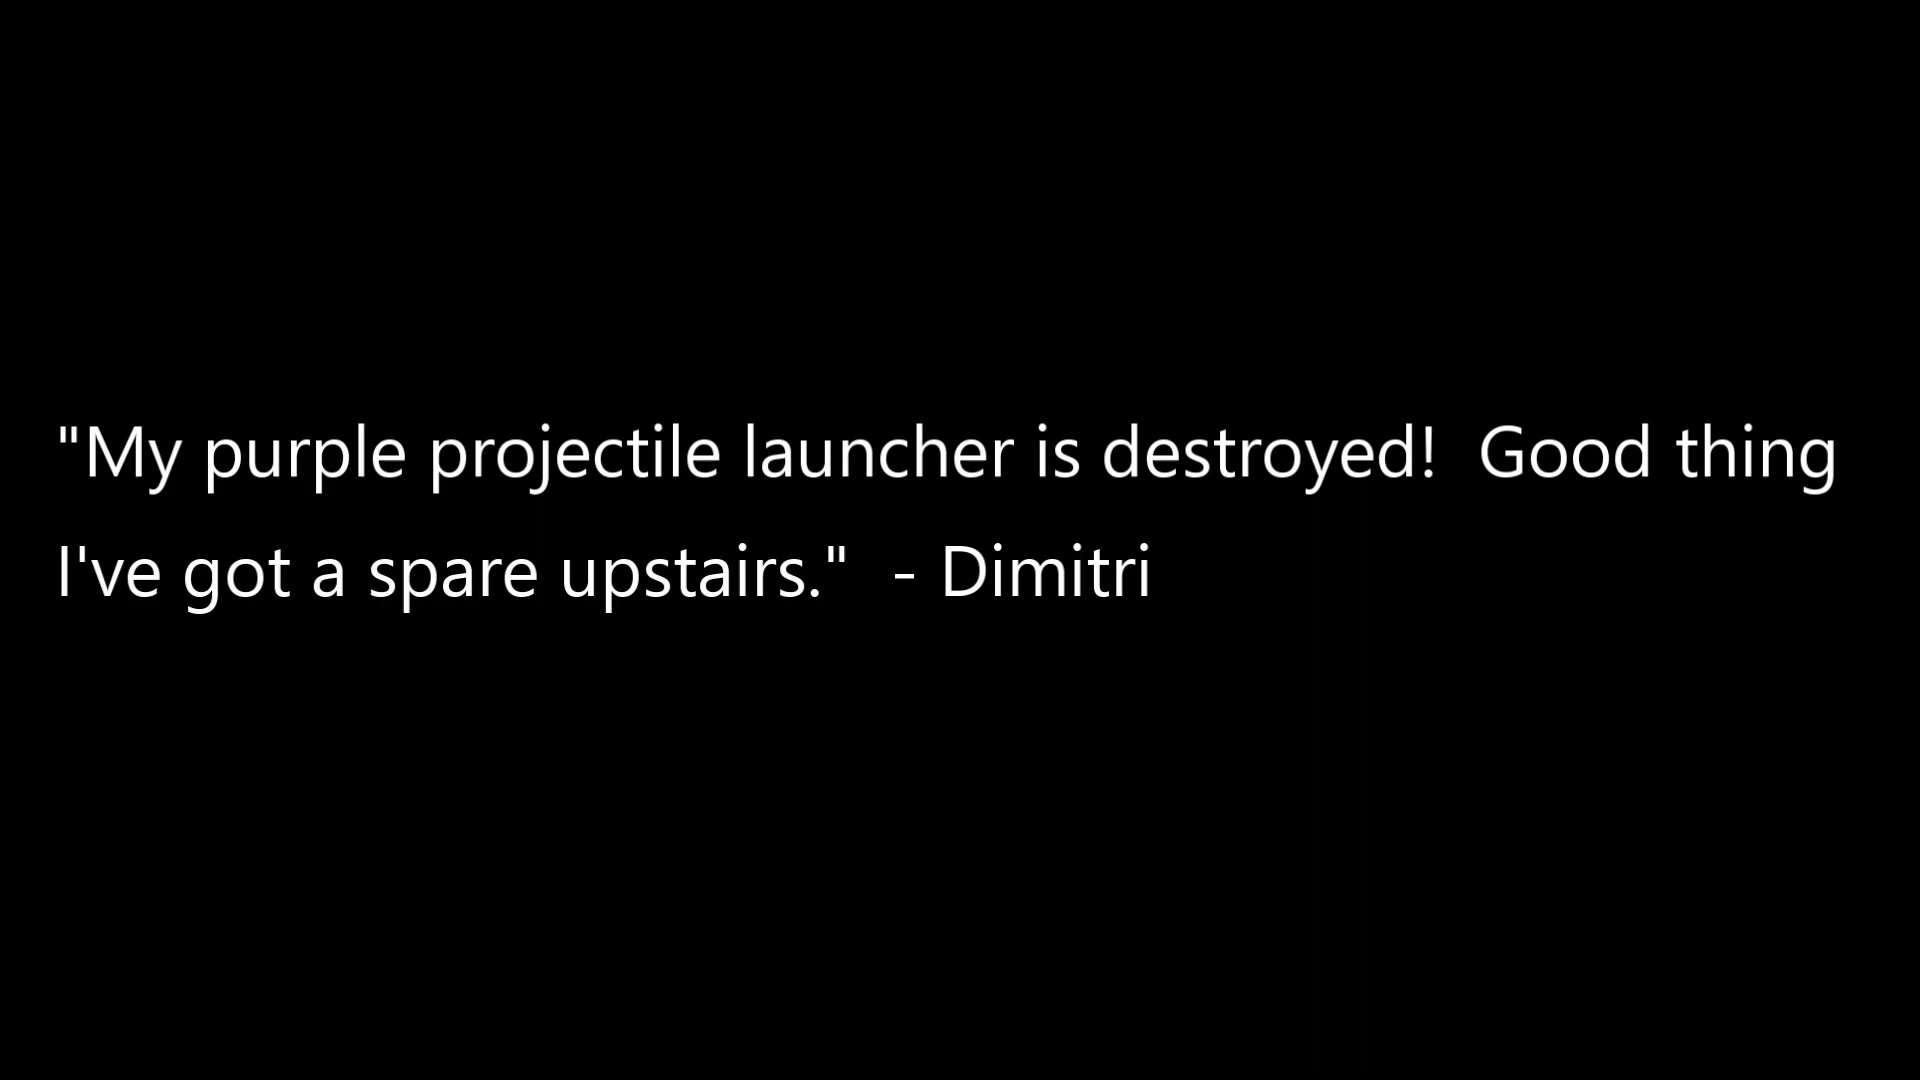 "My purple projectile launcher is destroyed!  Good thing
I've got a spare upstairs."  - Dimitri